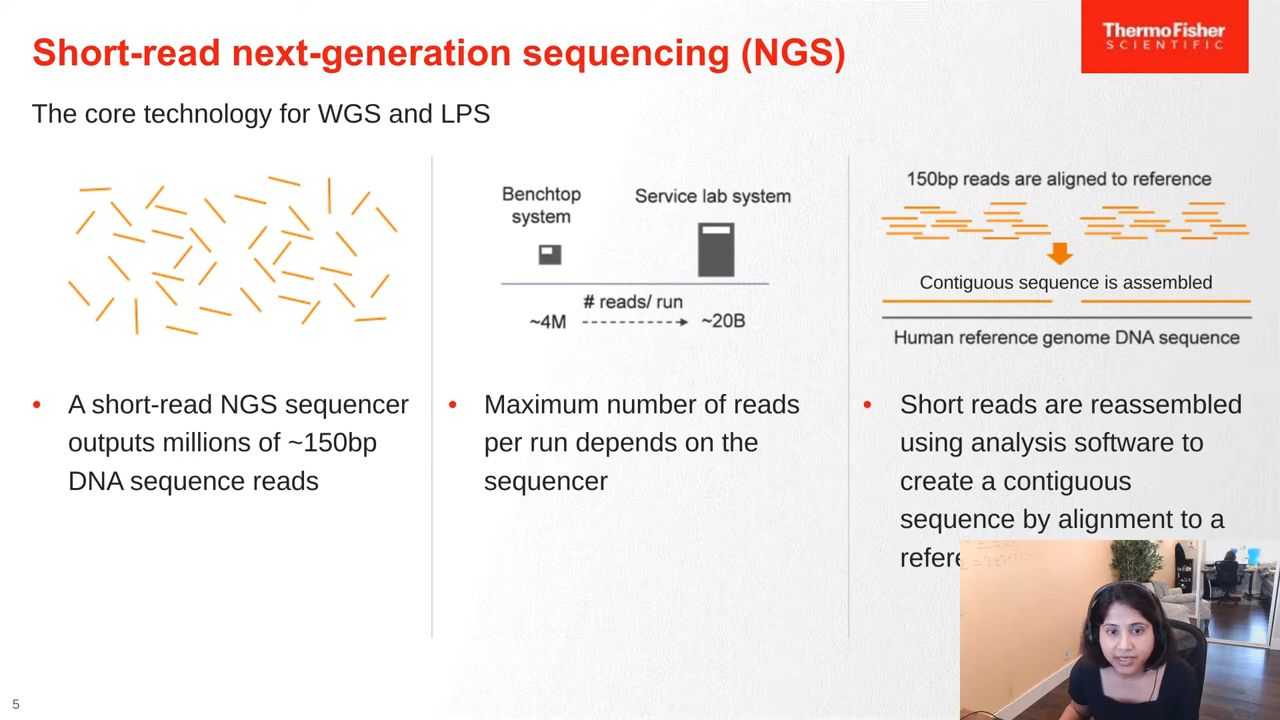 Short-read next-generation sequencing (NGS)
ThermoFisher
SCIENTIFIC
The core technology for WGS and LPS
Benchtop
system
Service lab system
# reads/ run
~4M
~20B
150bp reads are aligned to reference
Contiguous sequence is assembled
Human reference genome DNA sequence
• A short-read NGS sequencer
outputs millions of ~150bp
DNA sequence reads
• Maximum number of reads
per run depends on the
sequencer
• Short reads are reassembled
using analysis software to
create a contiguous
sequence by alignment to a
5